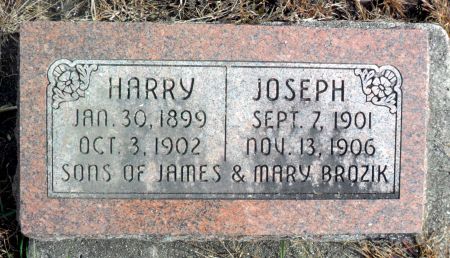 HARRY
JAN. 30, 1899
OCT. 3, 1902
JOSEPH
SEPT. 7, 1901
NOV. 13, 1906
SONS OF JAMES & MARY BROZIK